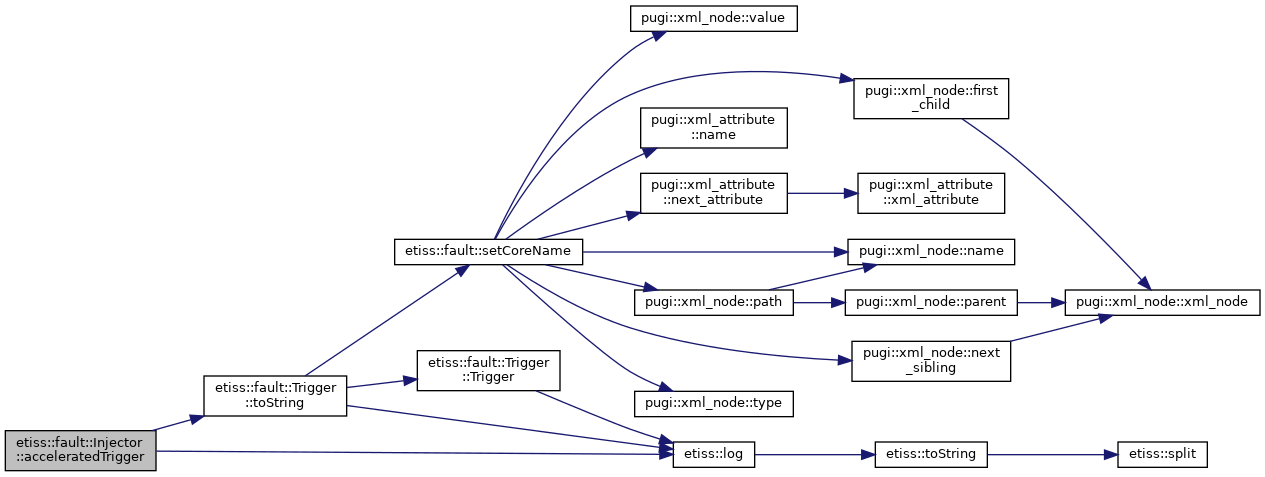 pugi::xml_node::value
pugi::xml_node::first
_child
pugi::xml_attribute
::name
pugi::xml_attribute
::next_attribute
pugi::xml_attribute
::xml_attribute
etiss::fault::setCoreName
pugi::xml_node::name
pugi::xml_node::path
pugi::xml_node::parent
pugi::xml_node::xml_node
pugi::xml_node::next
_sibling
etiss::fault::Trigger
::Trigger
etiss::fault::Trigger
::toString
pugi::xml_node::type
etiss::fault::Injector
::acceleratedTrigger
etiss::log
etiss::toString
etiss::split